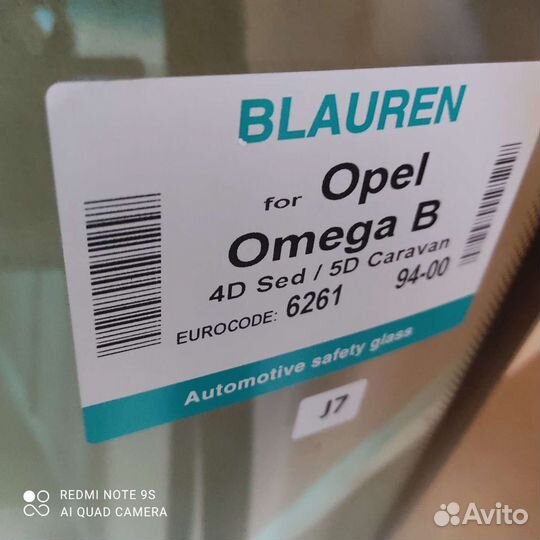 BLAUREN
for Opel
Omega B
4D Sed / 5D Caravan
EUROCODE: 6261 94-00
Automotive safety glass
J7
REDMI NOTE 9S
AI QUAD CAMERA
Avito